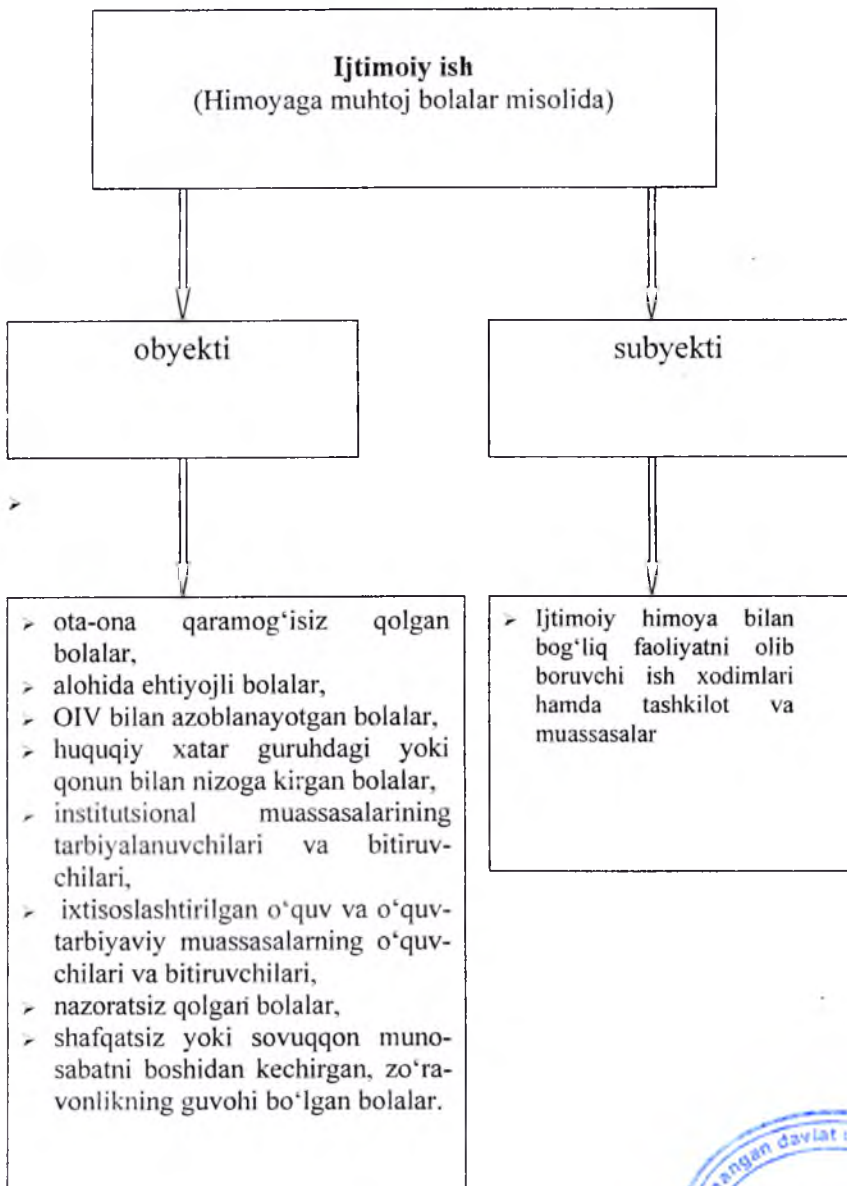 Ijtimoiy ish
(Himoyaga muhtoj bolalar misolida)
obyekti
subyekti
➢
➢ ota-ona qaramog‘isiz qolgan
bolalar,
➢ alohida ehtiyojli bolalar,
➢ OIV bilan azoblanayotgan bolalar,
➢ huquqiy xatar guruhdagi yoki
qonun bilan nizoga kirgan bolalar,
➢ institutsional muassasalarining
tarbiyalanuvchilari va bitiruv-
chilari,
➢ ixtisoslashtirilgan o‘quv va o‘quv-
tarbiyaviy muassasalarning o‘quv-
chilari va bitiruvchilari,
➢ nazoratsiz qolgan bolalar,
➢ shafqatsiz yoki sovuqqon muno-
sabatni boshidan kechirgan, zo‘ra-
vonlikning guvohi bo‘lgan bolalar.
➢ Ijtimoiy himoya bilan
bog‘liq faoliyatni olib
boruvchi ish xodimlari
hamda tashkilot va
muassasalar
davlat